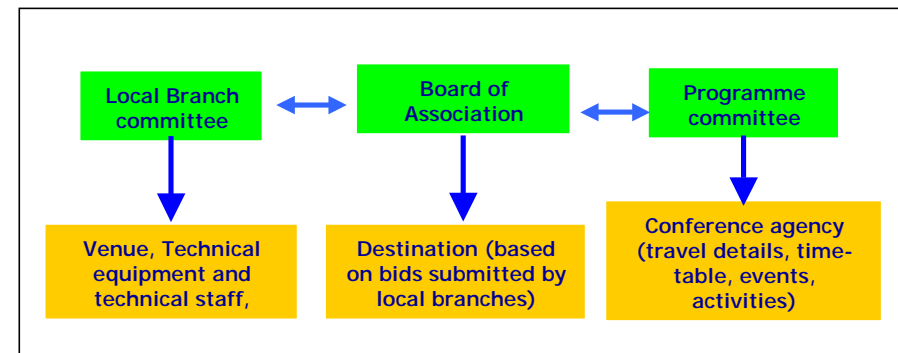 Local Branch
committee
Board of
Association
Programme
committee
Venue, Technical
equipment and
technical staff,
Destination (based
on bids submitted by
local branches)
Conference agency
(travel details, time-
table, events,
activities)